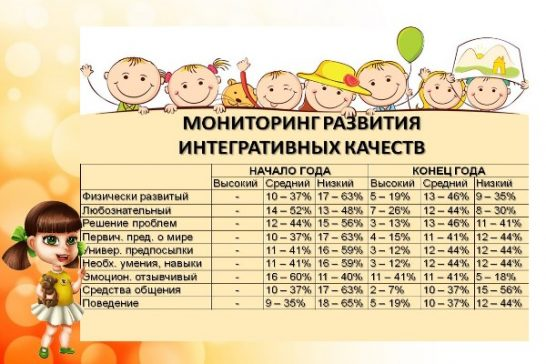 МОНИТОРИНГ РАЗВИТИЯ
ИНТЕГРАТИВНЫХ КАЧЕСТВ
НАЧАЛО ГОДА КОНЕЦ ГОДА
Высокий Средний Низкий Высокий Средний Низкий
Физически развитый - 10 – 37% 17 – 63% 5 – 19% 13 – 46% 9 – 35%
Любознательный - 14 – 52% 13 – 48% 7 – 26% 12 – 44% 8 – 30%
Решение проблем - 12 – 44% 15 – 56% 3 – 13% 13 – 46% 11 – 41%
Первич. пред. о мире - 10 – 37% 17 – 63% 4 – 15% 11 – 41% 12 – 44%
Универ. предпосылки - 11 – 41% 16 – 59% 3 – 12% 12 – 44% 12 – 44%
Необх. умения, навыки - 11 – 41% 16 – 59% 3 – 12% 12 – 44% 12 – 44%
Эмоцион. отзывчивый - 16 – 60% 11 – 40% 11 – 41% 11 – 41% 5 – 18%
Средства общения - 10 – 37% 17 – 63% 2 – 7% 10 – 37% 15 – 56%
Поведение - 9 – 35% 18 – 65% 5 – 19% 10 – 37% 12 – 44%